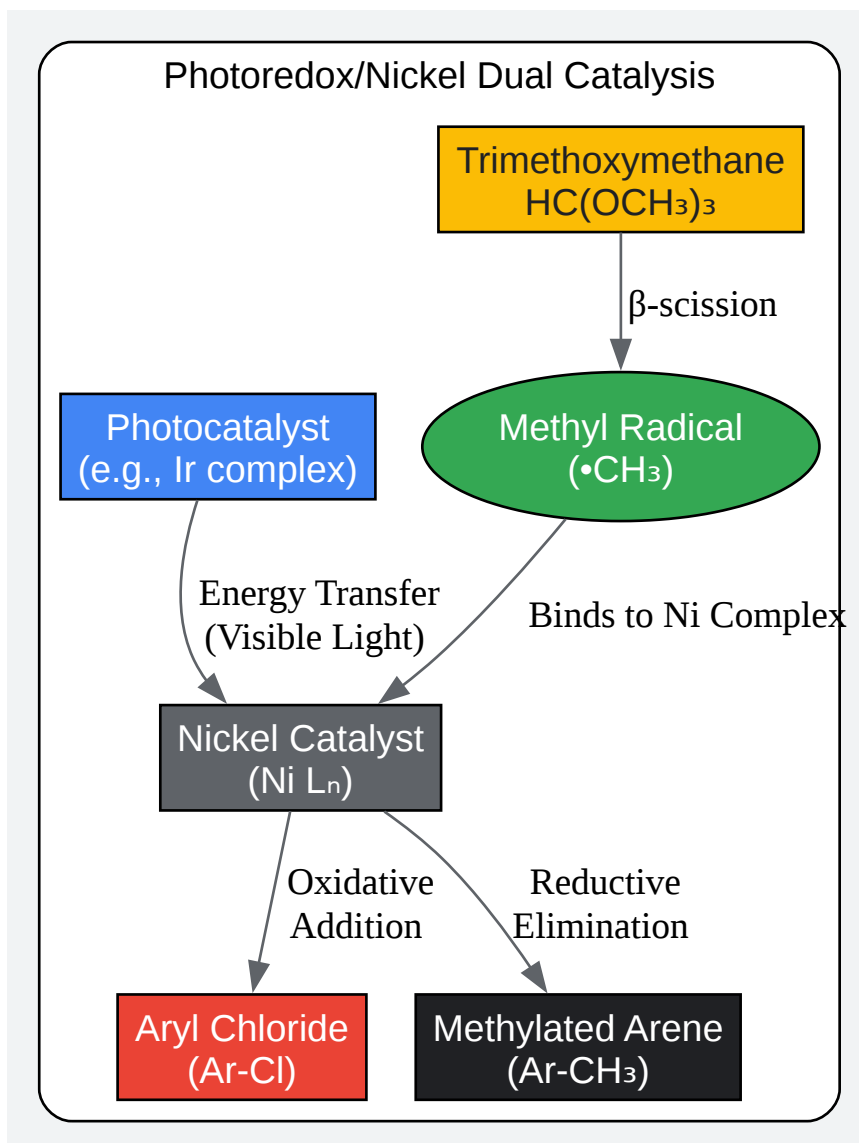 Photoredox/Nickel Dual Catalysis
Trimethoxymethane
HC(OCH₃)₃
β-scission
Photocatalyst
(e.g., Ir complex)
Methyl Radical
(•CH₃)
Energy Transfer
(Visible Light)
Binds to Ni Complex
Nickel Catalyst
(Ni Lₙ)
Oxidative
Addition
Reductive
Elimination
Aryl Chloride
(Ar-Cl)
Methylated Arene
(Ar-CH₃)